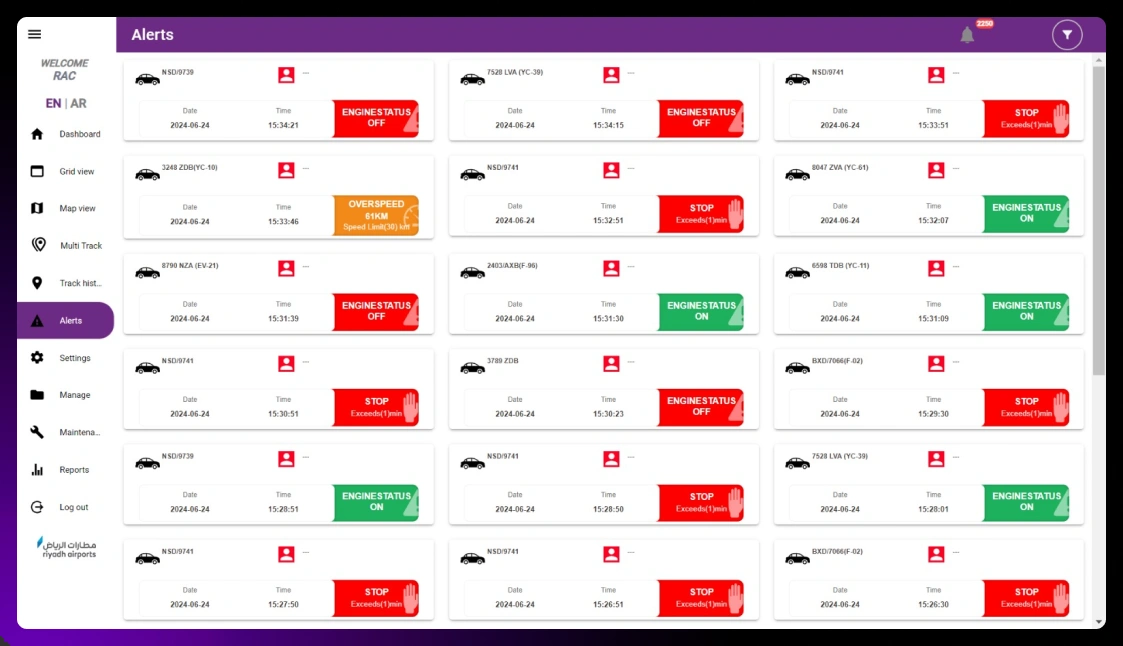 Alerts
2250
WELCOME
RAC
EN | AR
Dashboard
Grid view
Map view
Multi Track
Track hist...
Alerts
Settings
Manage
Maintena...
Reports
Log out
مطارات الرياض
riyadh airports
NSD/9739
---
Date
Time
2024-06-24
15:34:21
ENGINESTATUS
OFF
7528 LVA (YC-39)
---
Date
Time
2024-06-24
15:34:15
ENGINESTATUS
OFF
NSD/9741
---
Date
Time
2024-06-24
15:33:51
STOP
Exceeds(1)min
3248 ZDB(YC-10)
---
Date
Time
2024-06-24
15:33:46
OVERSPEED
61KM
Speed Limit(30) km
NSD/9741
---
Date
Time
2024-06-24
15:32:51
STOP
Exceeds(1)min
8047 ZVA (YC-61)
---
Date
Time
2024-06-24
15:32:07
ENGINESTATUS
ON
8790 NZA (EV-21)
---
Date
Time
2024-06-24
15:31:39
ENGINESTATUS
OFF
2403/AXB(F-96)
---
Date
Time
2024-06-24
15:31:30
ENGINESTATUS
ON
6598 TDB (YC-11)
---
Date
Time
2024-06-24
15:31:09
ENGINESTATUS
ON
NSD/9741
---
Date
Time
2024-06-24
15:30:51
STOP
Exceeds(1)min
3789 ZDB
---
Date
Time
2024-06-24
15:30:23
ENGINESTATUS
OFF
BXD/7066(F-02)
---
Date
Time
2024-06-24
15:29:30
STOP
Exceeds(1)min
NSD/9739
---
Date
Time
2024-06-24
15:28:51
ENGINESTATUS
ON
NSD/9741
---
Date
Time
2024-06-24
15:28:50
STOP
Exceeds(1)min
7528 LVA (YC-39)
---
Date
Time
2024-06-24
15:28:01
ENGINESTATUS
ON
NSD/9741
---
Date
Time
2024-06-24
15:27:50
STOP
Exceeds(1)min
NSD/9741
---
Date
Time
2024-06-24
15:26:51
STOP
Exceeds(1)min
BXD/7066(F-02)
---
Date
Time
2024-06-24
15:26:30
STOP
Exceeds(1)min